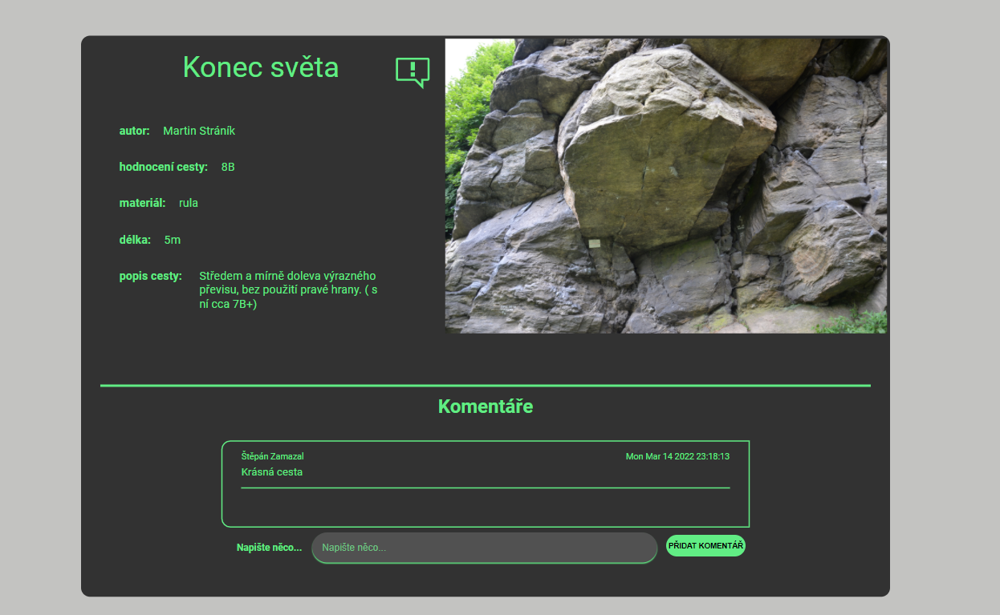 Konec světa
autor: Martin Stráník
hodnocení cesty: 8B
materiál: rula
délka: 5m
popis cesty: Středem a mírně doleva výrazného
převisu, bez použití pravé hrany. ( s
ní cca 7B+)
Komentáře
Štěpán Zamazal Mon Mar 14 2022 23:18:13
Krásná cesta
Napište něco... Napište něco... PŘIDAT KOMENTÁŘ